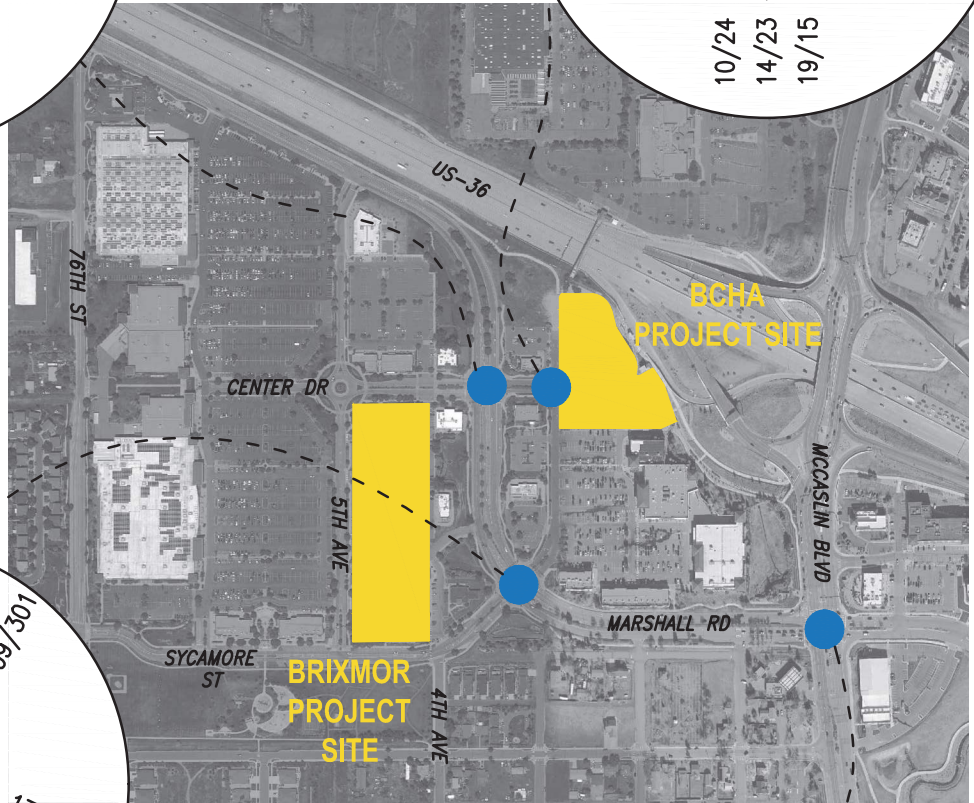 10/24
14/23
19/15
US-36
76TH ST
BCHA
PROJECT SITE
CENTER DR
MCCASLIN BLVD
5TH AVE
MARSHALL RD
SYCAMORE
ST
BRIXMOR
PROJECT
SITE
4TH AVE